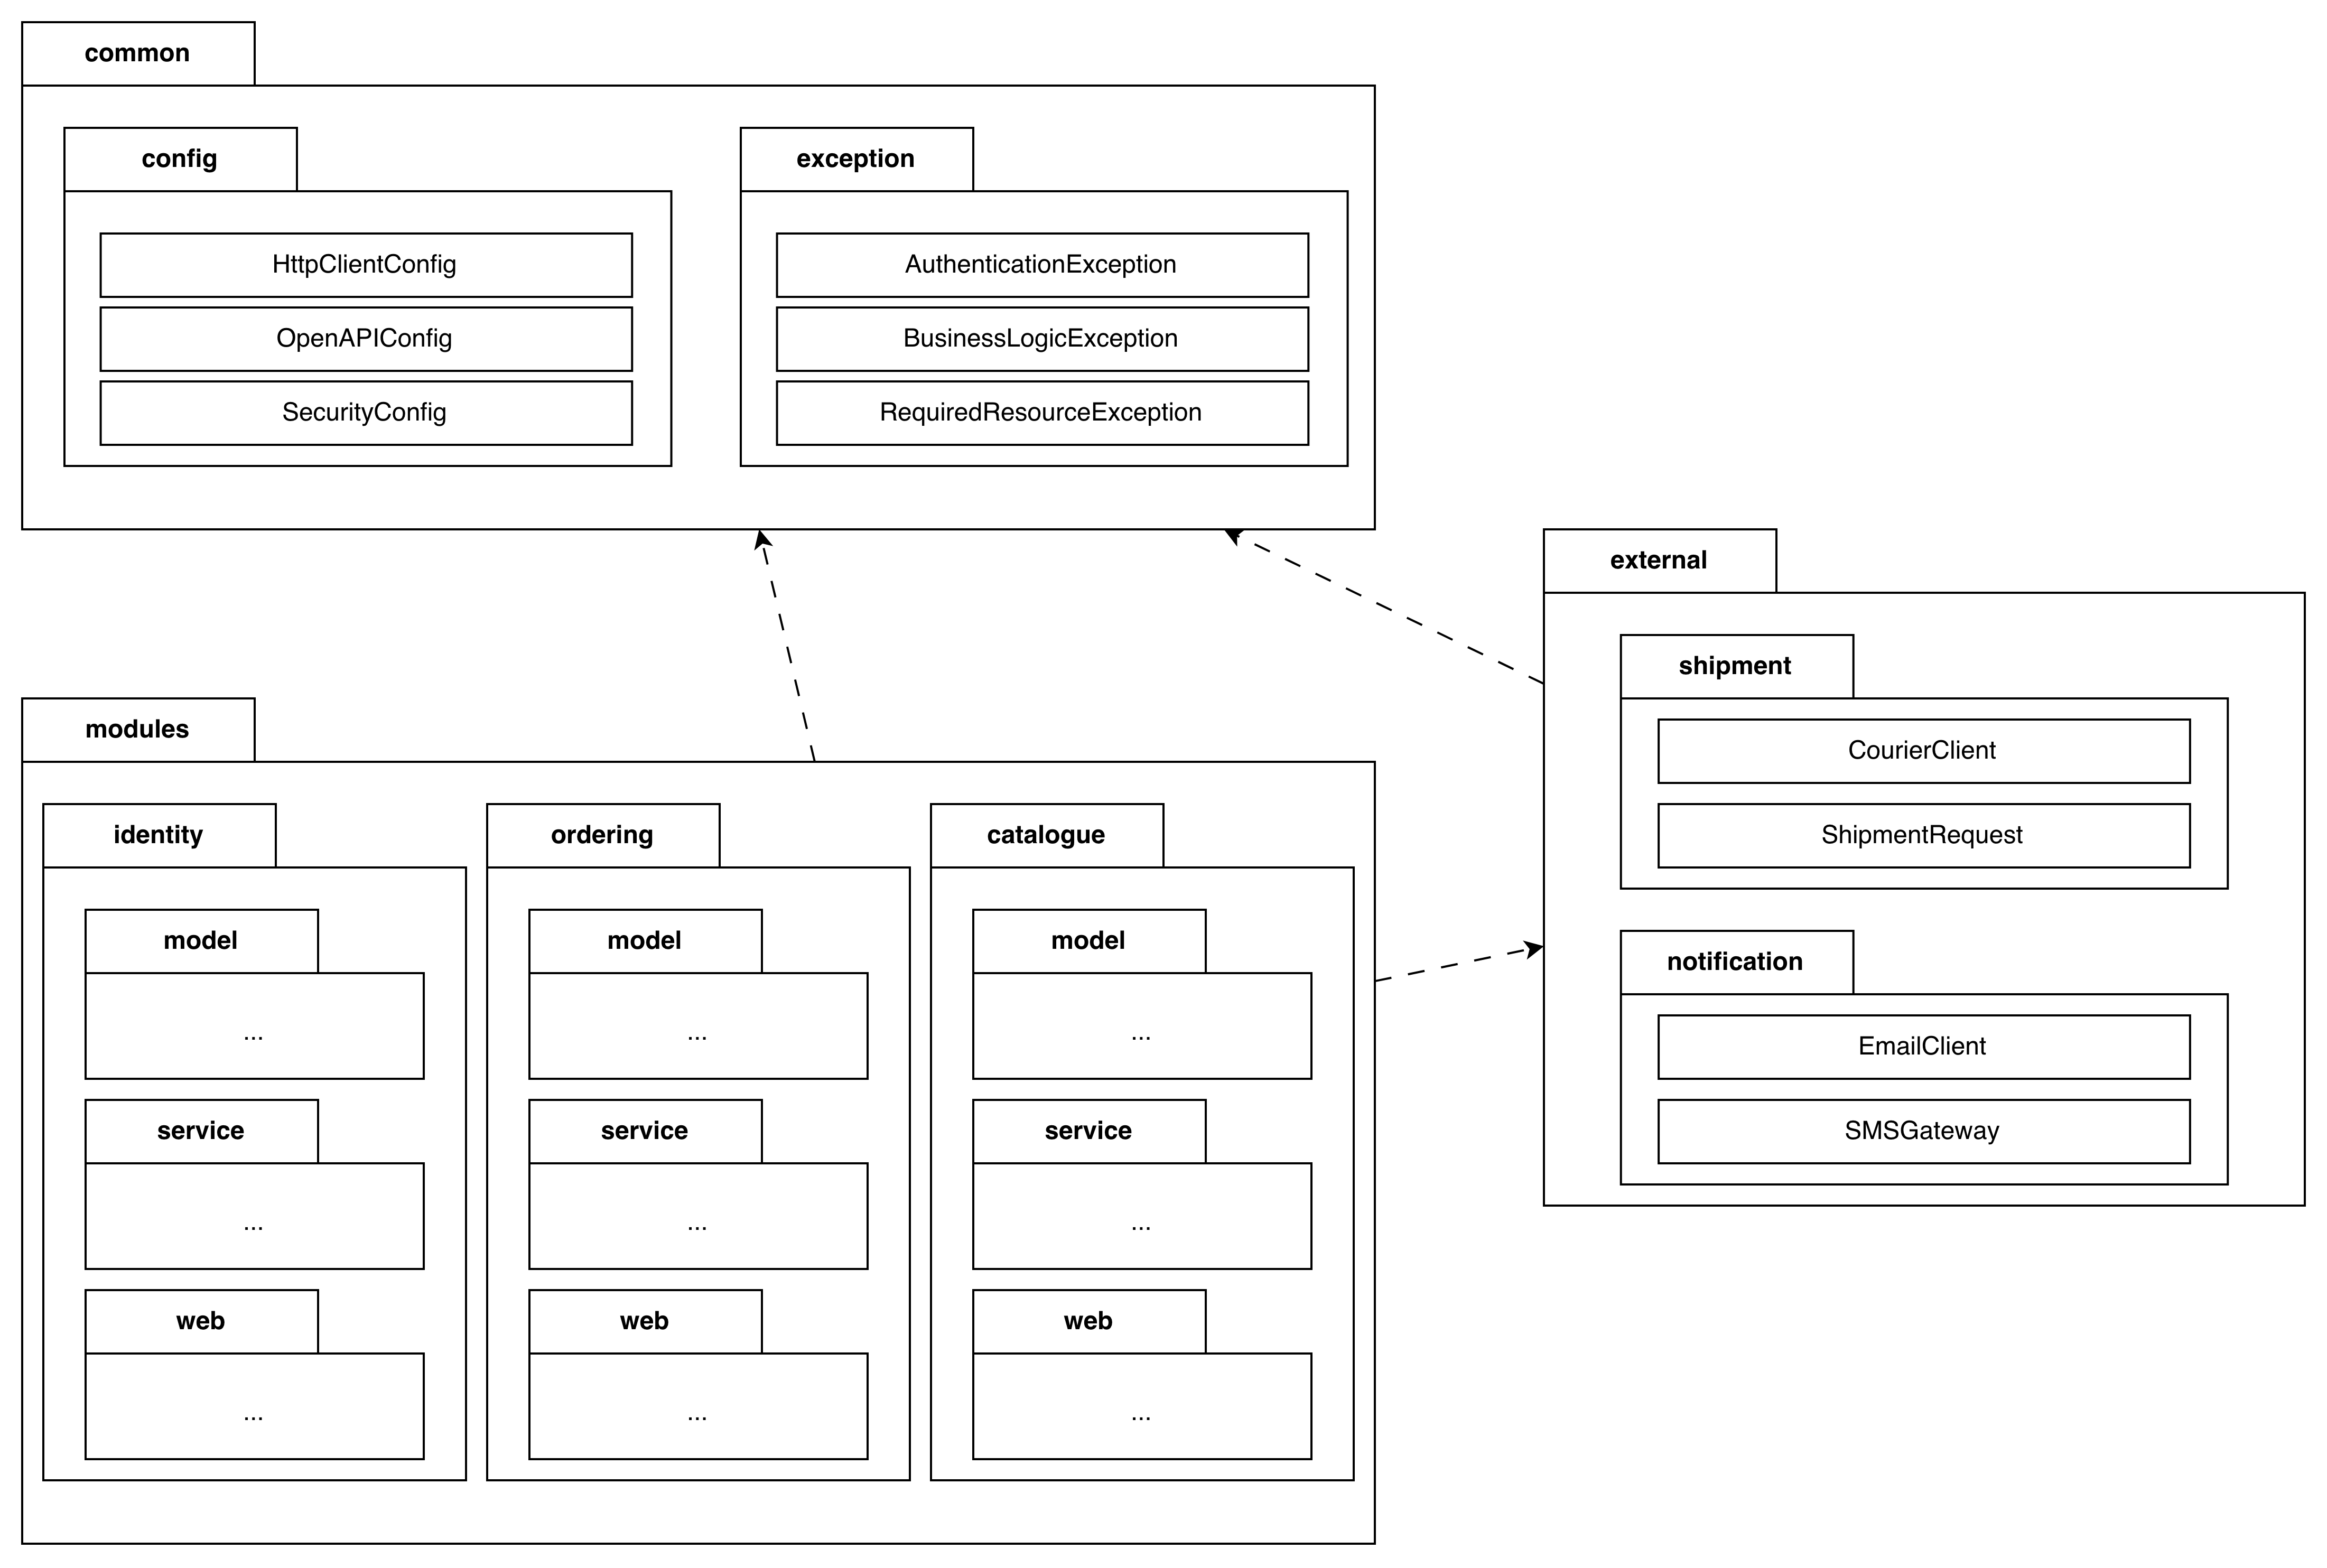 common
config
HttpClientConfig
OpenAPIConfig
SecurityConfig
exception
AuthenticationException
BusinessLogicException
RequiredResourceException
external
shipment
CourierClient
ShipmentRequest
notification
EmailClient
SMSGateway
modules
identity
model
...
service
...
web
...
ordering
model
...
service
...
web
...
catalogue
model
...
service
...
web
...